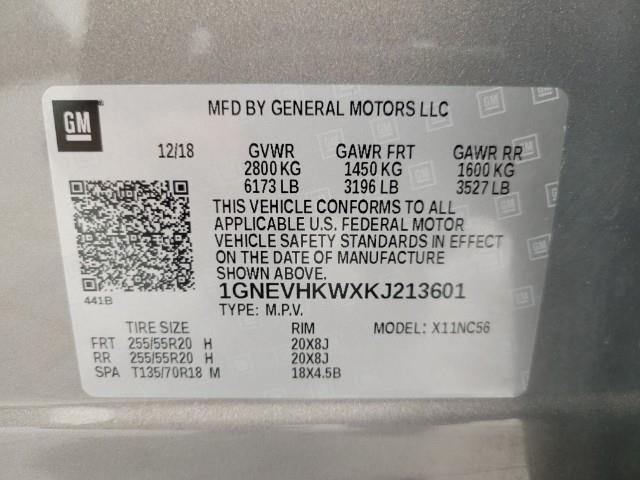 GM
MFD BY GENERAL MOTORS LLC
12/18 GVWR GAWR FRT GAWR RR
2800 KG 1450 KG 1600 KG
6173 LB 3196 LB 3527 LB
THIS VEHICLE CONFORMS TO ALL
APPLICABLE U.S. FEDERAL MOTOR
VEHICLE SAFETY STANDARDS IN EFFECT
ON THE DATE OF MANUFACTURE
SHOWN ABOVE.
441B
1GNEVHKWXKJ213601
TYPE: M.P.V.
TIRE SIZE RIM MODEL: X11NC56
FRT 255/55R20 H 20X8J
RR 255/55R20 H 20X8J
SPA T135/70R18 M 18X4.5B